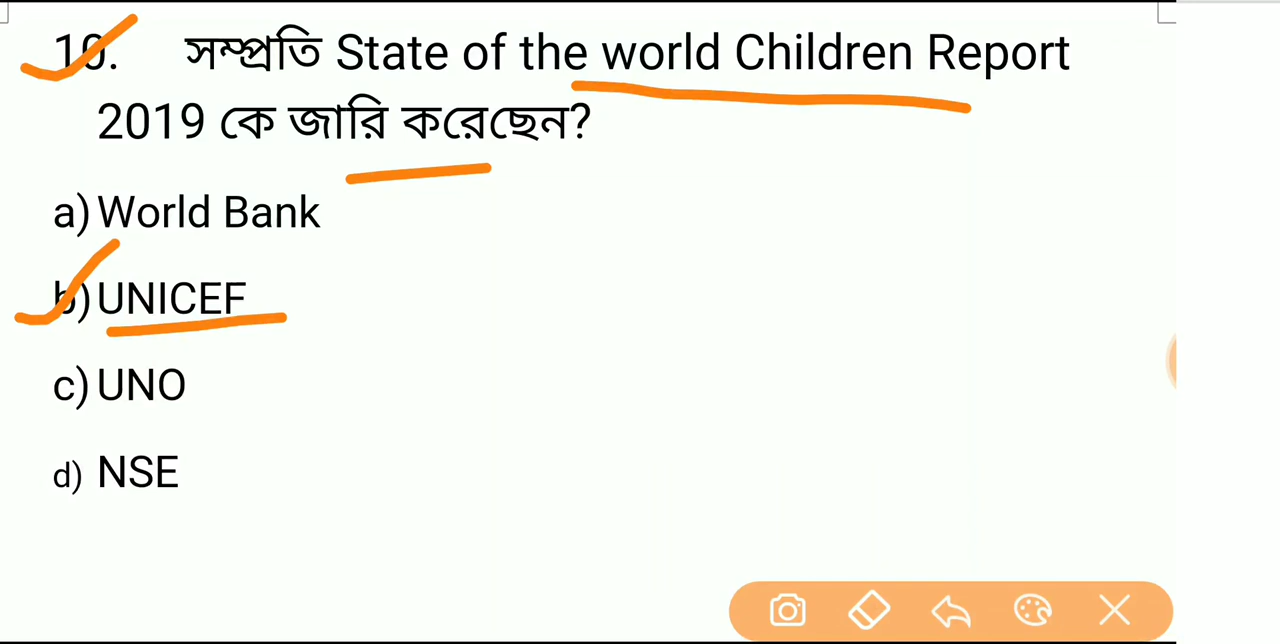 10. সম্প্রতি State of the world Children Report
2019 কে জারি করেছেন?
a) World Bank
b) UNICEF
c) UNO
d) NSE